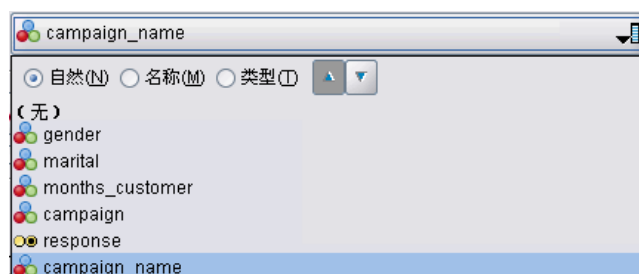 campaign_name
自然(N) 名称(M) 类型(T)
(无)
gender
marital
months_customer
campaign
response
campaign_name